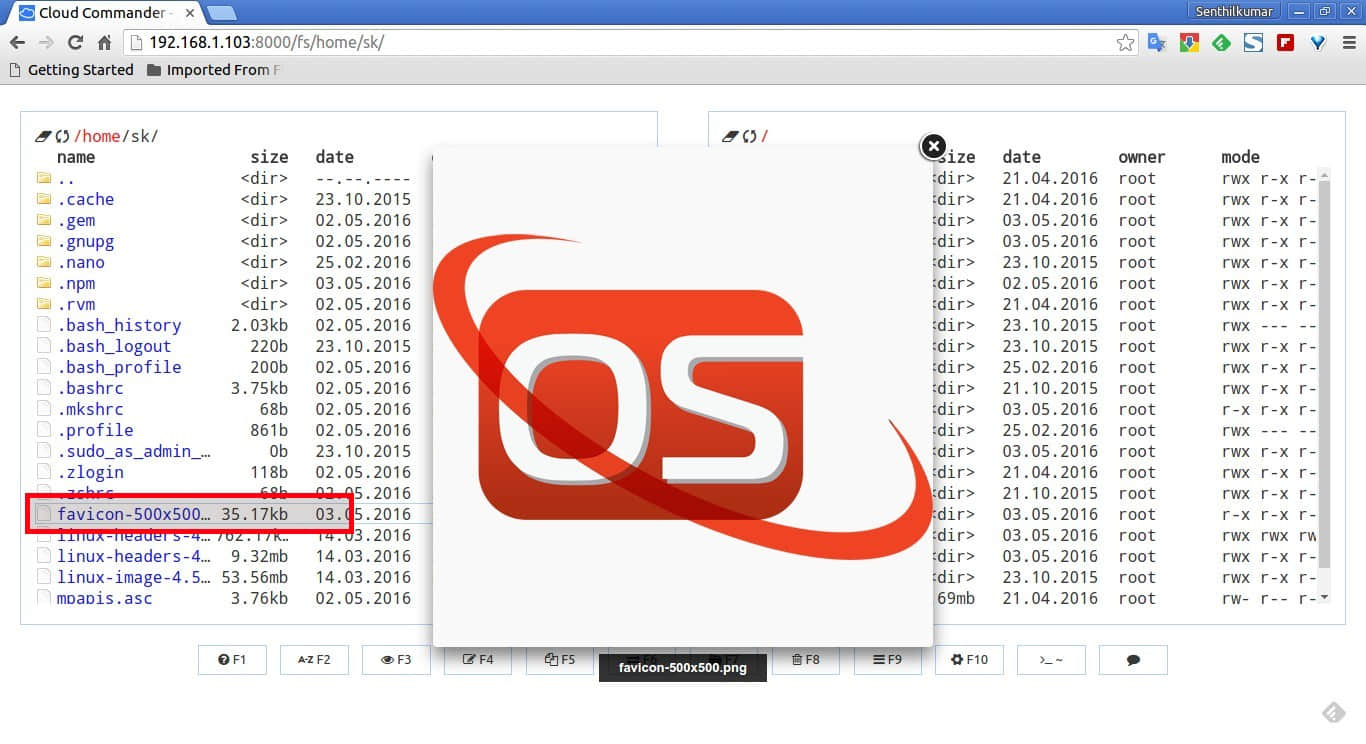 Cloud Commander -
Senthilkumar
192.168.1.103:8000/fs/home/sk/
Getting Started Imported From F
/home/sk/
name size date
.. <dir> --.--.----
.cache <dir> 23.10.2015
.gem <dir> 02.05.2016
.gnupg <dir> 02.05.2016
.nano <dir> 25.02.2016
.npm <dir> 03.05.2016
.rvm <dir> 02.05.2016
.bash_history 2.03kb 02.05.2016
.bash_logout 220b 23.10.2015
.bash_profile 200b 02.05.2016
.bashrc 3.75kb 02.05.2016
.mkshrc 68b 02.05.2016
.profile 861b 02.05.2016
.sudo_as_admin_… 0b 23.10.2015
.zlogin 118b 02.05.2016
.zshrc 68b 02.05.2016
favicon-500x500… 35.17kb 03.05.2016
linux-headers-4… 762.17k… 14.03.2016
linux-headers-4… 9.32mb 14.03.2016
linux-image-4.5… 53.56mb 14.03.2016
mpapis.asc 3.76kb 02.05.2016
OS
/
size date owner mode
<dir> 21.04.2016 root rwx r-x r-
<dir> 21.04.2016 root rwx r-x r-
<dir> 03.05.2016 root rwx r-x r-
<dir> 03.05.2016 root rwx r-x r-
<dir> 23.10.2015 root rwx r-x r-
<dir> 02.05.2016 root rwx r-x r-
<dir> 21.04.2016 root rwx r-x r-
<dir> 23.10.2015 root rwx --- --
<dir> 23.10.2015 root rwx r-x r-
<dir> 25.02.2016 root rwx r-x r-
<dir> 21.10.2015 root rwx r-x r-
<dir> 03.05.2016 root r-x r-x r-
<dir> 25.02.2016 root rwx --- --
<dir> 03.05.2016 root rwx r-x r-
<dir> 21.04.2016 root rwx r-x r-
<dir> 21.10.2015 root rwx r-x r-
<dir> 03.05.2016 root r-x r-x r-
<dir> 03.05.2016 root rwx rwx rw
<dir> 03.05.2016 root rwx r-x r-
<dir> 23.10.2015 root rwx r-x r-
69mb 21.04.2016 root rw- r-- r-
F1 A-Z F2 F3 F4 F5 F6 F7 F8 F9 F10 >_ ~
favicon-500x500.png